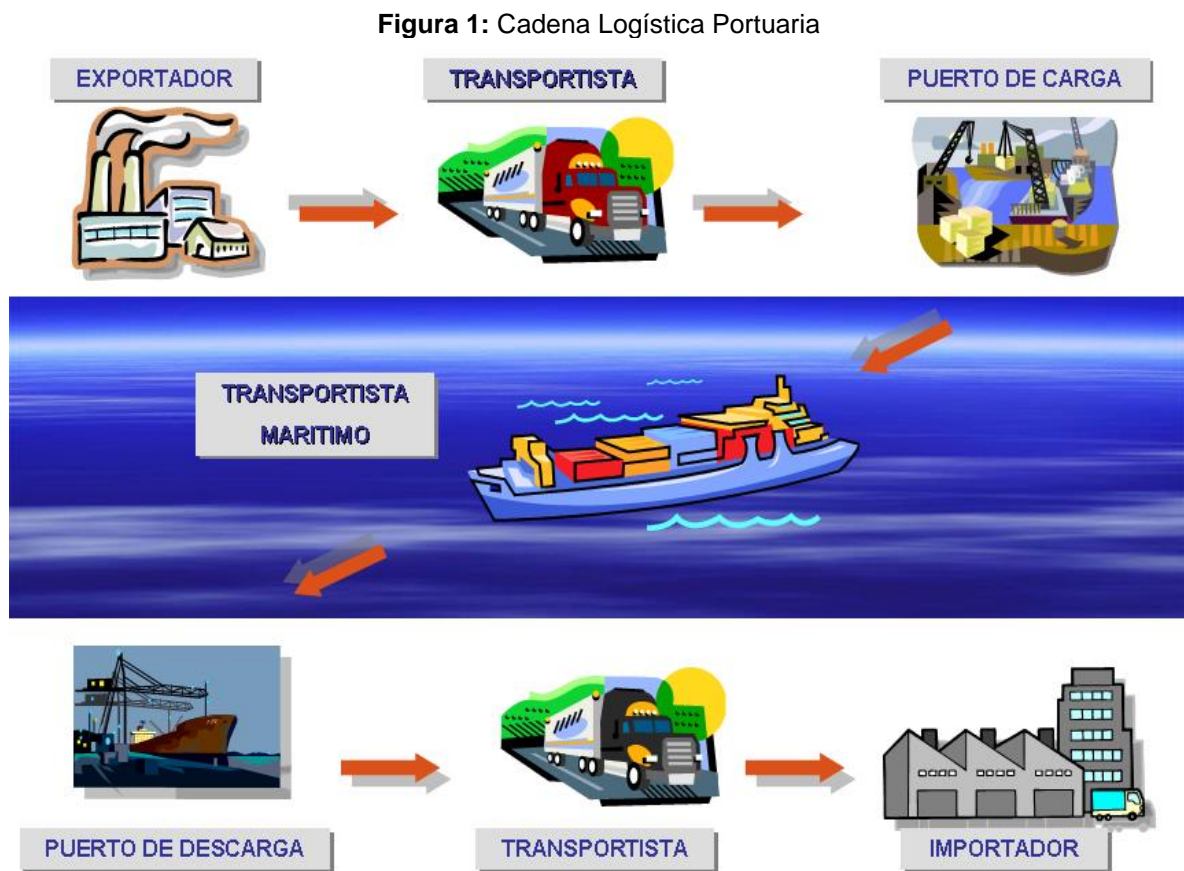 Figura 1: Cadena Logística Portuaria
EXPORTADOR
TRANSPORTISTA
PUERTO DE CARGA
TRANSPORTISTA
MARITIMO
PUERTO DE DESCARGA
TRANSPORTISTA
IMPORTADOR